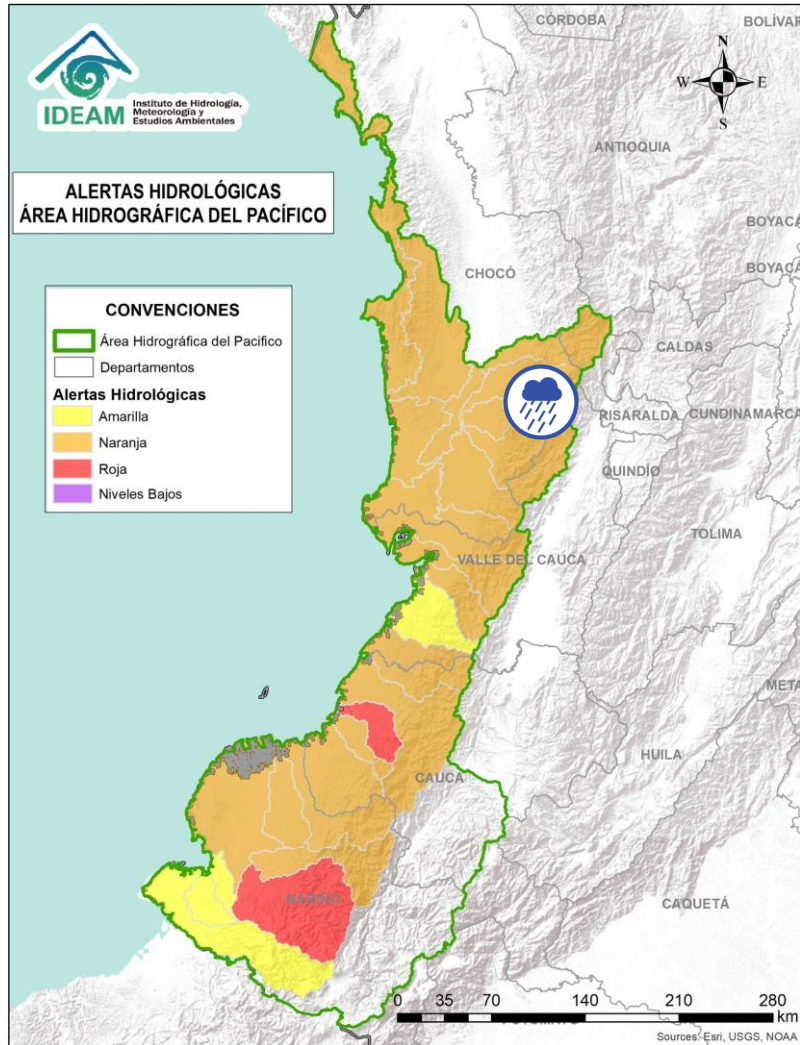 IDEAM
Instituto de Hidrología,
Meteorología y
Estudios Ambientales
ALERTAS HIDROLÓGICAS
ÁREA HIDROGRÁFICA DEL PACÍFICO
CONVENCIONES
Área Hidrográfica del Pacifico
Departamentos
Alertas Hidrológicas
Amarilla
Naranja
Roja
Niveles Bajos
N
W E
S
CÓRDOBA
BOLÍVAR
ANTIOQUIA
BOYACÁ
BOYACÁ
CHOCÓ
CALDAS
RISARALDA
CUNDINAMARCA
QUINDÍO
TOLIMA
VALLE DEL CAUCA
META
HUILA
CAUCA
NARIÑO
CAQUETÁ
0 35 70 140 210 280
km
Sources: Esri, USGS, NOAA